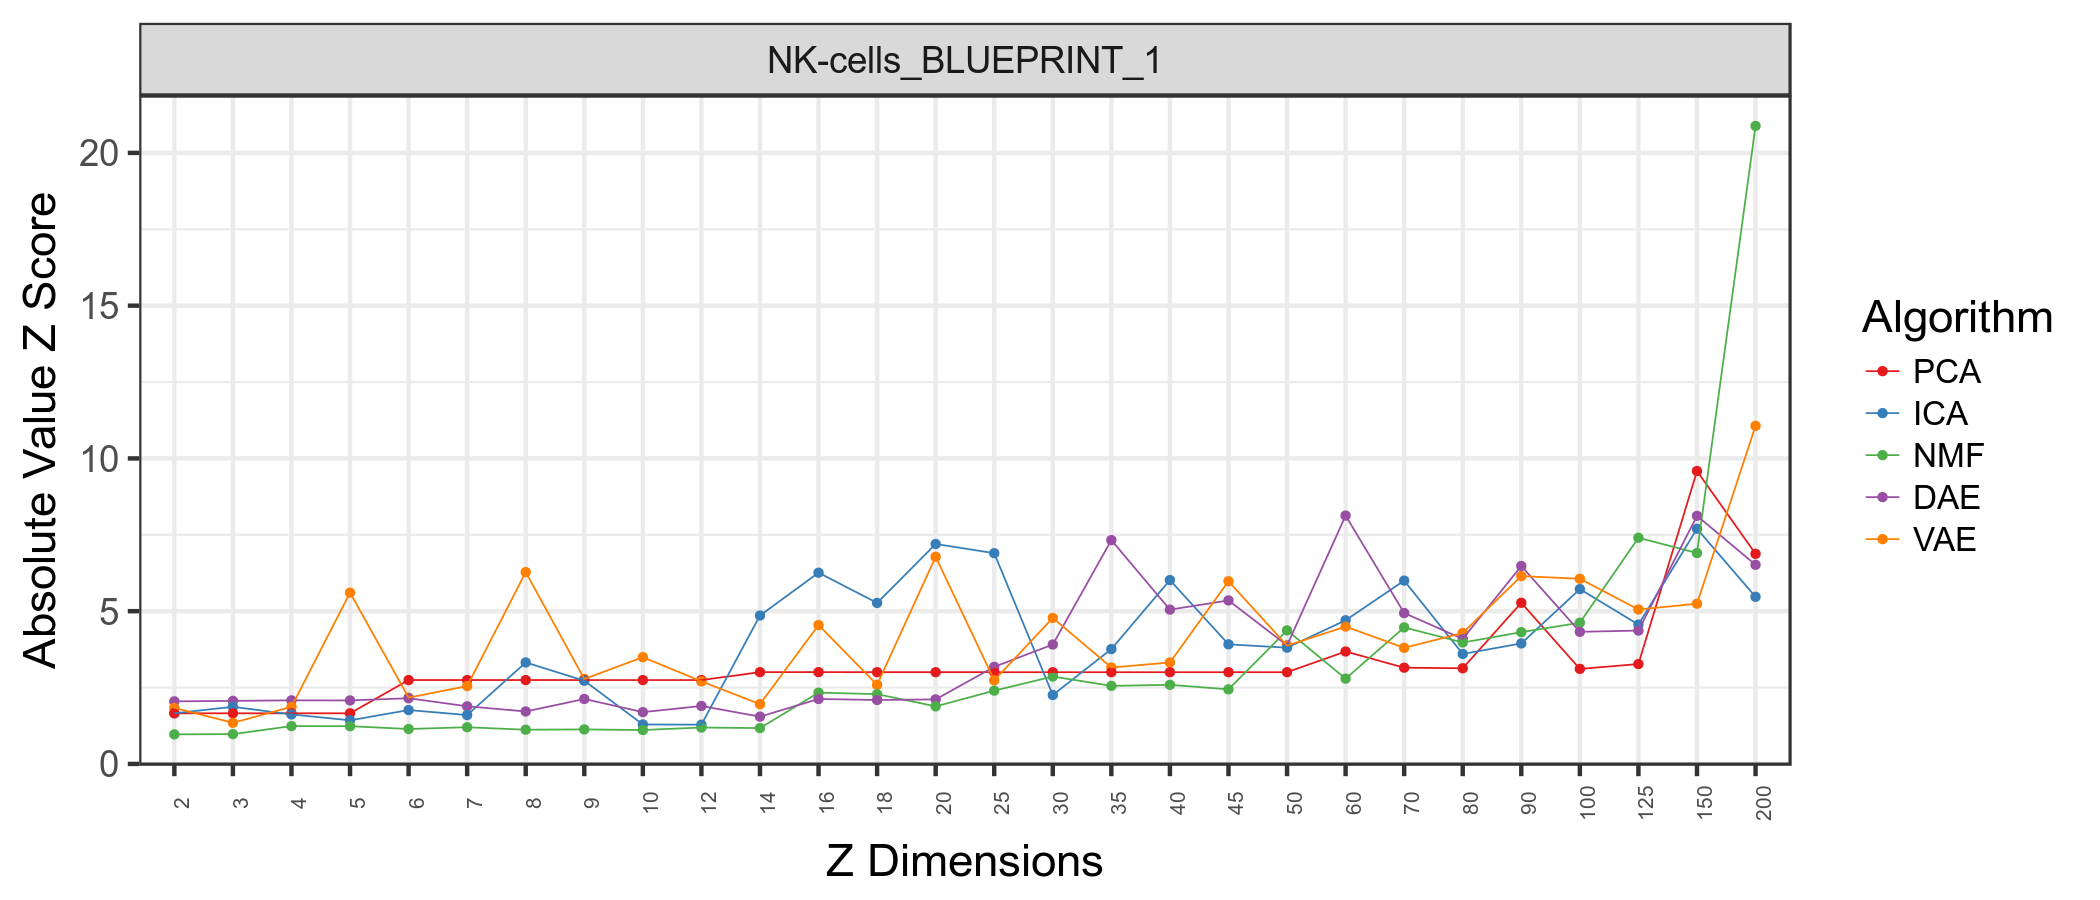 NK-cells_BLUEPRINT_1
Absolute Value Z Score
20
15
10
5
0
2 3 4 5 6 7 8 9 10 12 14 16 18 20 25 30 35 40 45 50 60 70 80 90 100 125 150 200
Z Dimensions
Algorithm
PCA
ICA
NMF
DAE
VAE